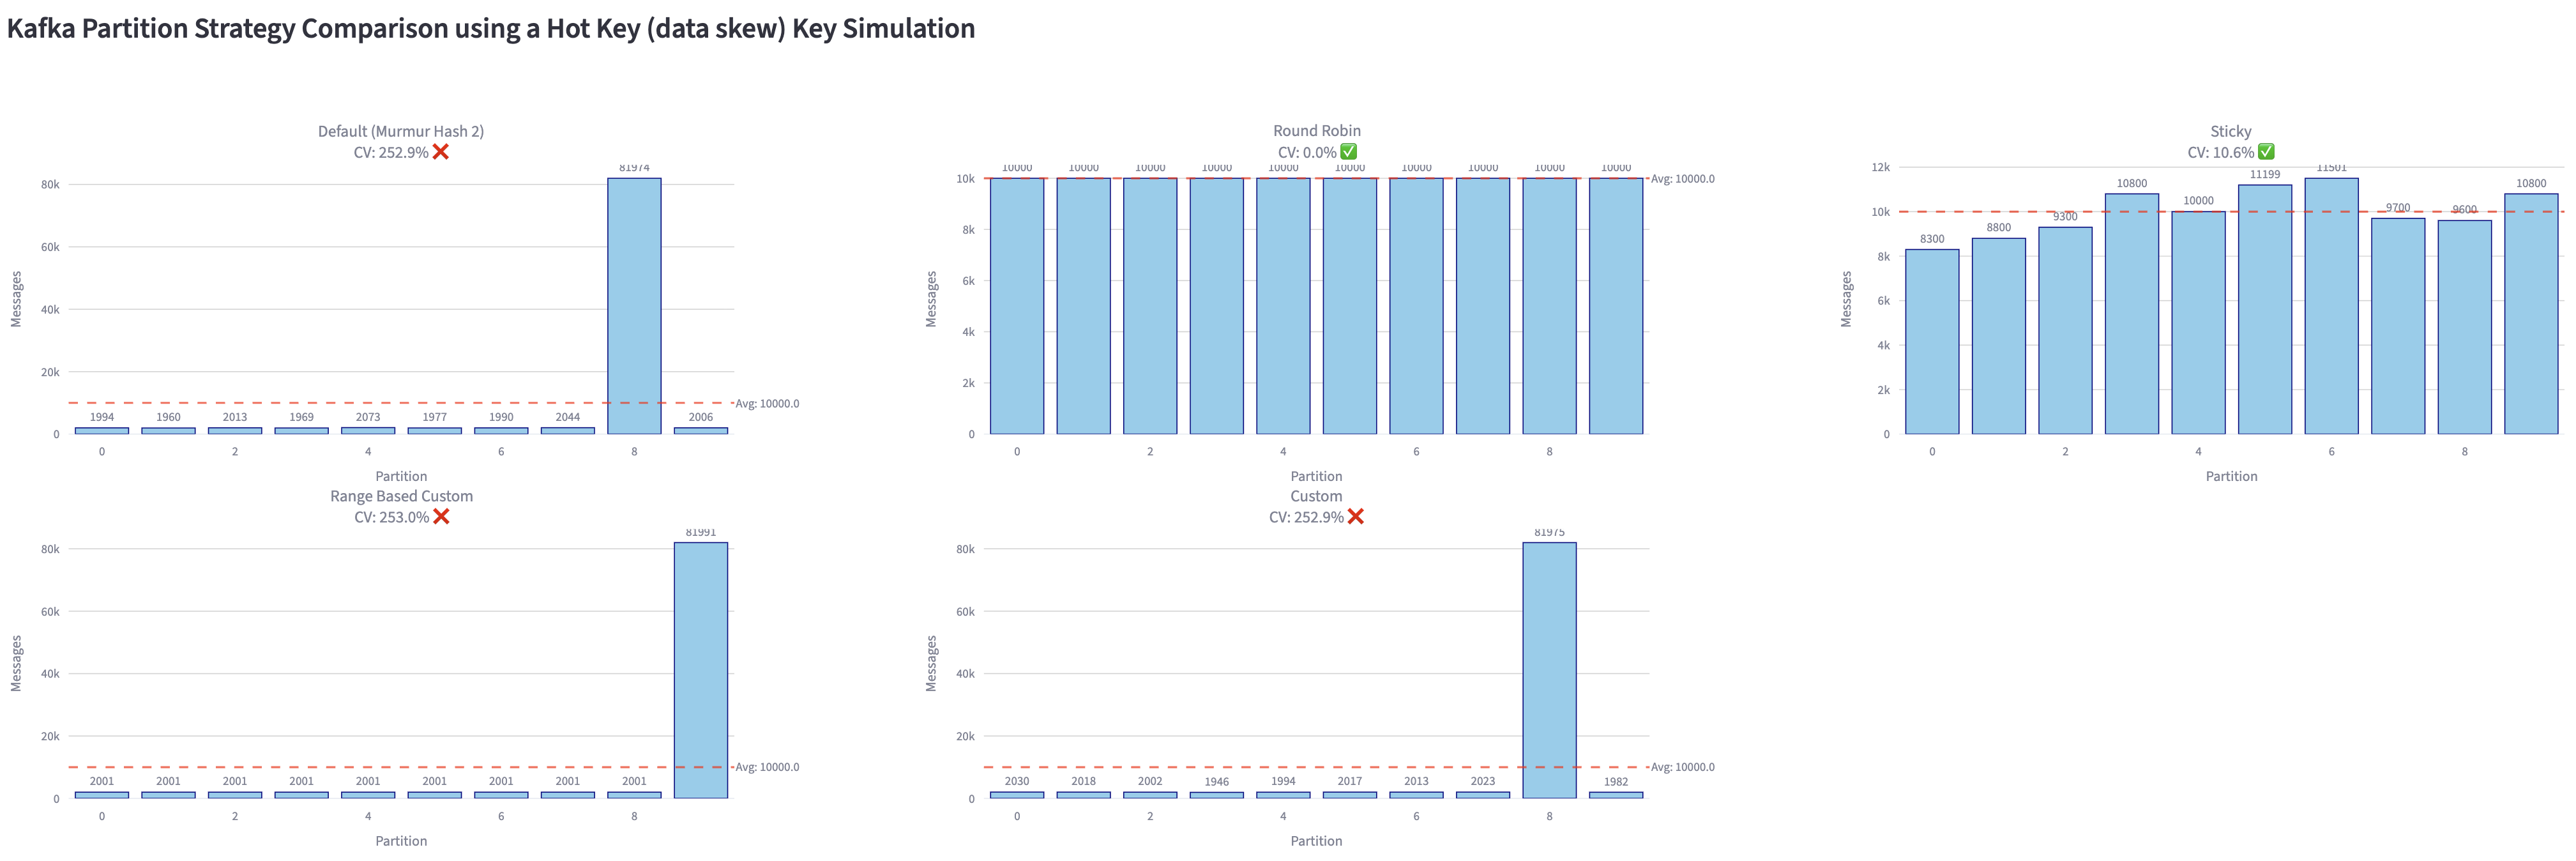 Kafka Partition Strategy Comparison using a Hot Key (data skew) Key Simulation
Default (Murmur Hash 2)
CV: 252.9% ❌
Messages
80k
60k
40k
20k
0
1994 1960 2013 1969 2073 1977 1990 2044 81974 2006
Avg: 10000.0
0 2 4 6 8
Partition
Round Robin
CV: 0.0% ✅
Messages
10k
8k
6k
4k
2k
0
10000 10000 10000 10000 10000 10000 10000 10000 10000 10000
Avg: 10000.0
0 2 4 6 8
Partition
Sticky
CV: 10.6% ✅
Messages
12k
10k
8k
6k
4k
2k
0
8300 8800 9300 10800 10000 11199 11501 9700 9600 10800
0 2 4 6 8
Partition
Range Based Custom
CV: 253.0% ❌
Messages
80k
60k
40k
20k
0
2001 2001 2001 2001 2001 2001 2001 2001 2001 81991
Avg: 10000.0
0 2 4 6 8
Partition
Custom
CV: 252.9% ❌
Messages
80k
60k
40k
20k
0
2030 2018 2002 1946 1994 2017 2013 2023 81975 1982
Avg: 10000.0
0 2 4 6 8
Partition